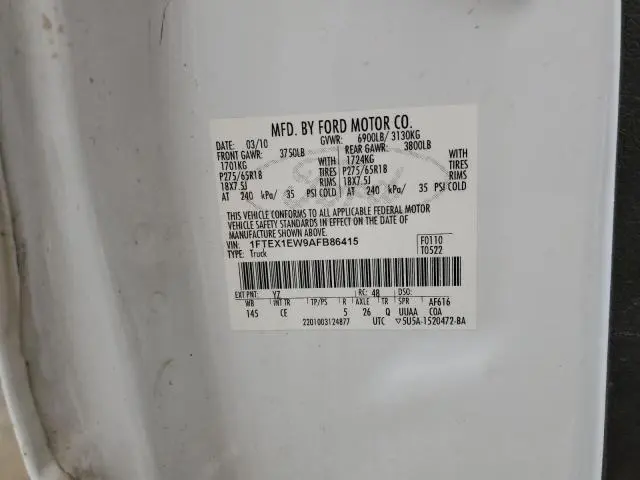 MFD. BY FORD MOTOR CO.
DATE: 03/10 GVWR: 6900LB/ 3130KG
FRONT GAWR: 3750LB REAR GAWR: 3800LB
1701KG WITH 1724KG WITH
P275/65R18 TIRES P275/65R18 TIRES
18X7.5J RIMS 18X7.5J RIMS
AT 240 kPa/ 35 PSI COLD AT 240 kPa/ 35 PSI COLD
THIS VEHICLE CONFORMS TO ALL APPLICABLE FEDERAL MOTOR
VEHICLE SAFETY STANDARDS IN EFFECT ON THE DATE OF
MANUFACTURE SHOWN ABOVE.
VIN: 1FTEX1EW9AFB86415 F0110
TYPE: Truck T0522
EXT PNT: YZ RC: 48 DSO:
WB INT TR TP/PS R AXLE TR SPR AF616
145 CE 5 26 Q UUAA CQA
2201003124877 UTC ▽5U5A-1520472-BA